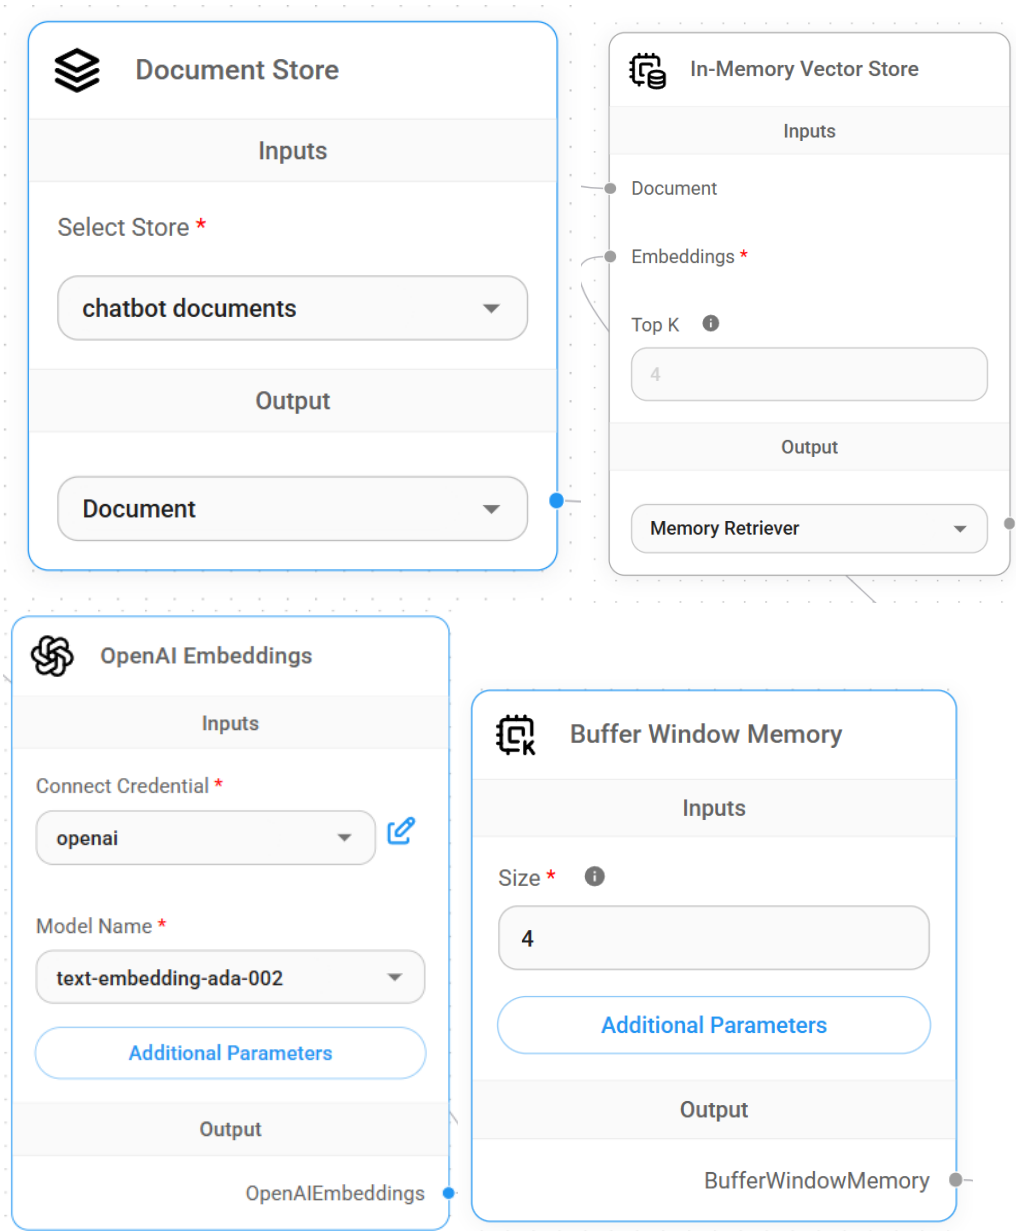 Document Store
Inputs
Select Store *
chatbot documents
Output
Document
In-Memory Vector Store
Inputs
Document
Embeddings *
Top K
4
Output
Memory Retriever
OpenAI Embeddings
Inputs
Connect Credential *
openai
Model Name *
text-embedding-ada-002
Additional Parameters
Output
OpenAIEmbeddings
Buffer Window Memory
Inputs
Size *
4
Additional Parameters
Output
BufferWindowMemory